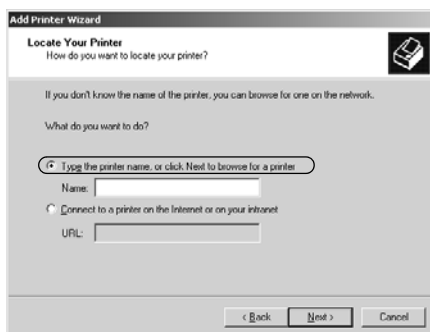 Add Printer Wizard
Locate Your Printer
How do you want to locate your printer?
If you don't know the name of the printer, you can browse for one on the network.
What do you want to do?
Type the printer name, or click Next to browse for a printer
Name:
Connect to a printer on the Internet or on your intranet
URL:
< Back Next > Cancel